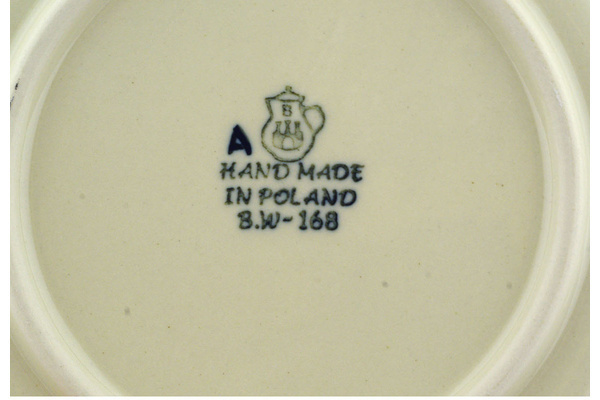 B
A
HAND MADE
IN POLAND
B.W-168